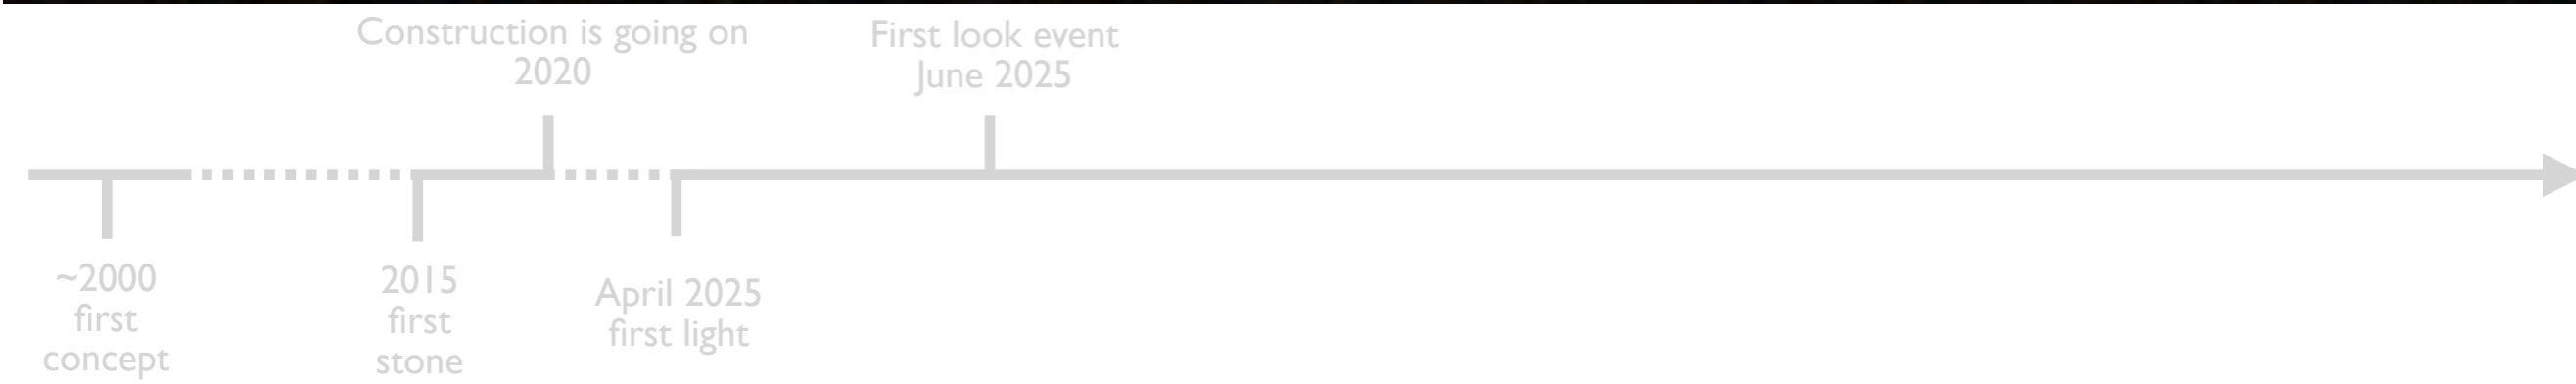 Construction is going on
2020
First look event
June 2025
~2000
first
concept
2015
first
stone
April 2025
first light